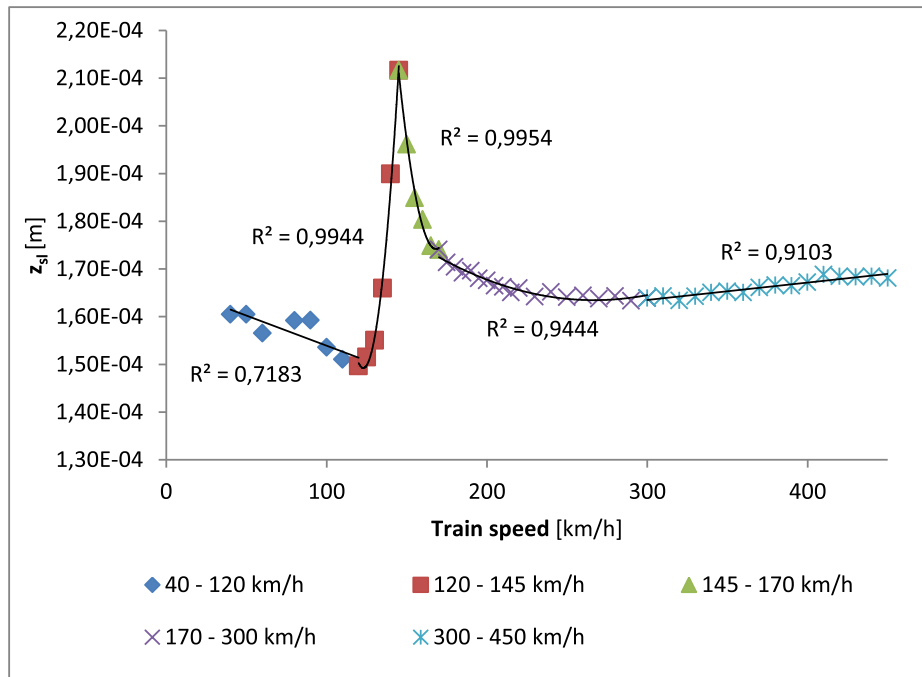 2,20E-04
2,10E-04
2,00E-04
1,90E-04
1,80E-04
1,70E-04
1,60E-04
1,50E-04
1,40E-04
1,30E-04
z_sl [m]
R² = 0,9954
R² = 0,9944
R² = 0,9103
R² = 0,9444
R² = 0,7183
0 100 200 300 400
Train speed [km/h]
40 - 120 km/h 120 - 145 km/h 145 - 170 km/h
170 - 300 km/h 300 - 450 km/h